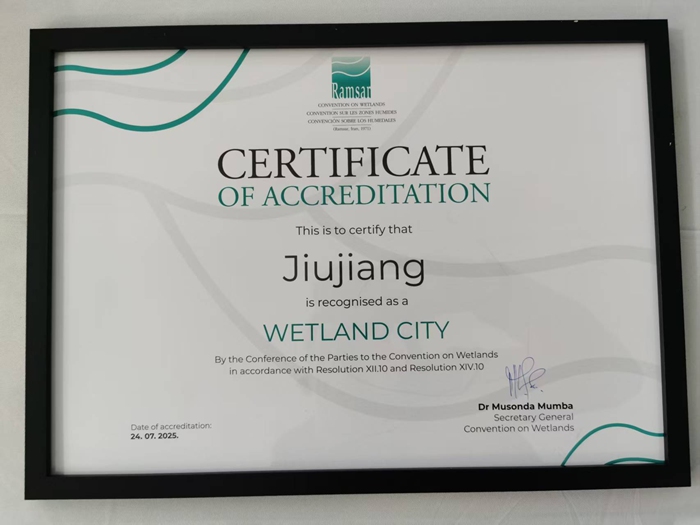 Ramsar
CONVENTION ON WETLANDS
CONVENTION SUR LES ZONES HUMIDES
CONVENCIÓN SOBRE LOS HUMEDALES
(Ramsar, Iran, 1971)
CERTIFICATE
OF ACCREDITATION
This is to certify that
Jiujiang
is recognised as a
WETLAND CITY
By the Conference of the Parties to the Convention on Wetlands
in accordance with Resolution XII.10 and Resolution XIV.10
Dr Musonda Mumba
Secretary General
Convention on Wetlands
Date of accreditation:
24. 07. 2025.